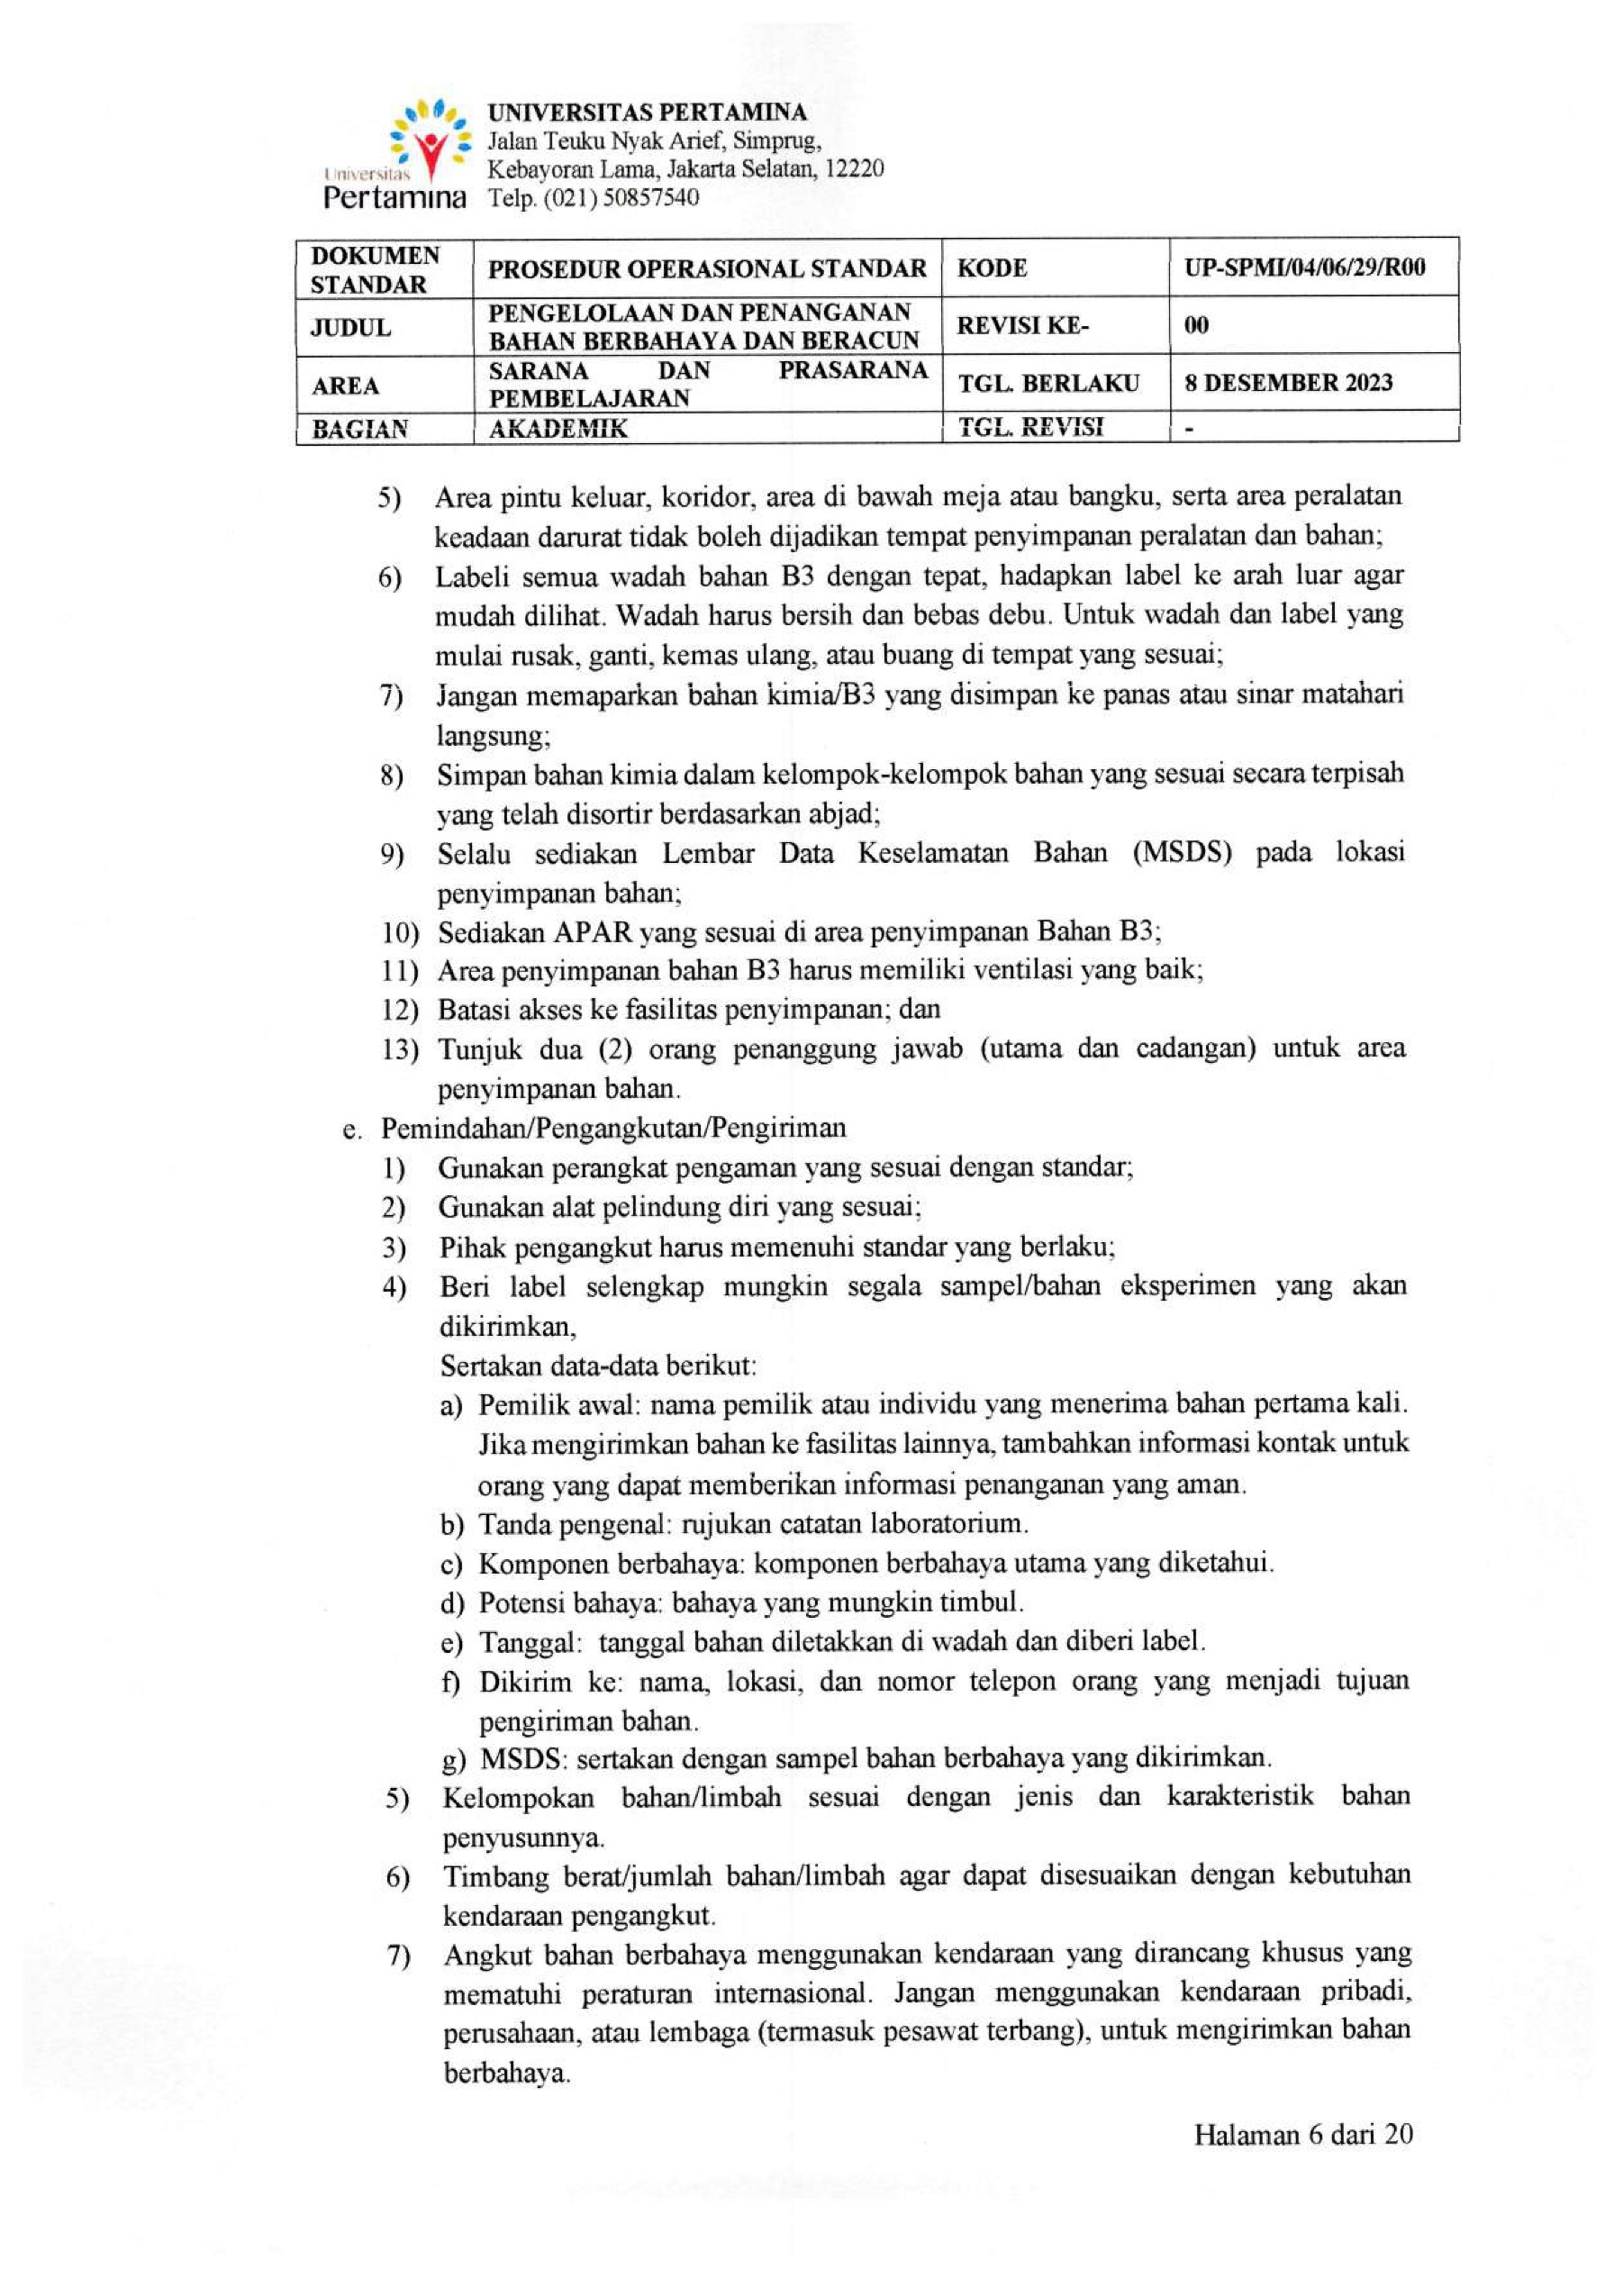 Universitas
Pertamina
UNIVERSITAS PERTAMINA
Jalan Teuku Nyak Arief, Simprug,
Kebayoran Lama, Jakarta Selatan, 12220
Telp. (021) 50857540
DOKUMEN STANDAR | PROSEDUR OPERASIONAL STANDAR | KODE | UP-SPMI/04/06/29/R00
JUDUL | PENGELOLAAN DAN PENANGANAN BAHAN BERBAHAYA DAN BERACUN | REVISI KE- | 00
AREA | SARANA DAN PRASARANA PEMBELAJARAN | TGL. BERLAKU | 8 DESEMBER 2023
BAGIAN | AKADEMIK | TGL. REVISI | -
5) Area pintu keluar, koridor, area di bawah meja atau bangku, serta area peralatan
keadaan darurat tidak boleh dijadikan tempat penyimpanan peralatan dan bahan;
6) Labeli semua wadah bahan B3 dengan tepat, hadapkan label ke arah luar agar
mudah dilihat. Wadah harus bersih dan bebas debu. Untuk wadah dan label yang
mulai rusak, ganti, kemas ulang, atau buang di tempat yang sesuai;
7) Jangan memaparkan bahan kimia/B3 yang disimpan ke panas atau sinar matahari
langsung;
8) Simpan bahan kimia dalam kelompok-kelompok bahan yang sesuai secara terpisah
yang telah disortir berdasarkan abjad;
9) Selalu sediakan Lembar Data Keselamatan Bahan (MSDS) pada lokasi
penyimpanan bahan;
10) Sediakan APAR yang sesuai di area penyimpanan Bahan B3;
11) Area penyimpanan bahan B3 harus memiliki ventilasi yang baik;
12) Batasi akses ke fasilitas penyimpanan; dan
13) Tunjuk dua (2) orang penanggung jawab (utama dan cadangan) untuk area
penyimpanan bahan.
e. Pemindahan/Pengangkutan/Pengiriman
1) Gunakan perangkat pengaman yang sesuai dengan standar;
2) Gunakan alat pelindung diri yang sesuai;
3) Pihak pengangkut harus memenuhi standar yang berlaku;
4) Beri label selengkap mungkin segala sampel/bahan eksperimen yang akan
dikirimkan,
Sertakan data-data berikut:
a) Pemilik awal: nama pemilik atau individu yang menerima bahan pertama kali.
Jika mengirimkan bahan ke fasilitas lainnya, tambahkan informasi kontak untuk
orang yang dapat memberikan informasi penanganan yang aman.
b) Tanda pengenal: rujukan catatan laboratorium.
c) Komponen berbahaya: komponen berbahaya utama yang diketahui.
d) Potensi bahaya: bahaya yang mungkin timbul.
e) Tanggal: tanggal bahan diletakkan di wadah dan diberi label.
f) Dikirim ke: nama, lokasi, dan nomor telepon orang yang menjadi tujuan
pengiriman bahan.
g) MSDS: sertakan dengan sampel bahan berbahaya yang dikirimkan.
5) Kelompokan bahan/limbah sesuai dengan jenis dan karakteristik bahan
penyusunnya.
6) Timbang berat/jumlah bahan/limbah agar dapat disesuaikan dengan kebutuhan
kendaraan pengangkut.
7) Angkut bahan berbahaya menggunakan kendaraan yang dirancang khusus yang
mematuhi peraturan internasional. Jangan menggunakan kendaraan pribadi,
perusahaan, atau lembaga (termasuk pesawat terbang), untuk mengirimkan bahan
berbahaya.
Halaman 6 dari 20